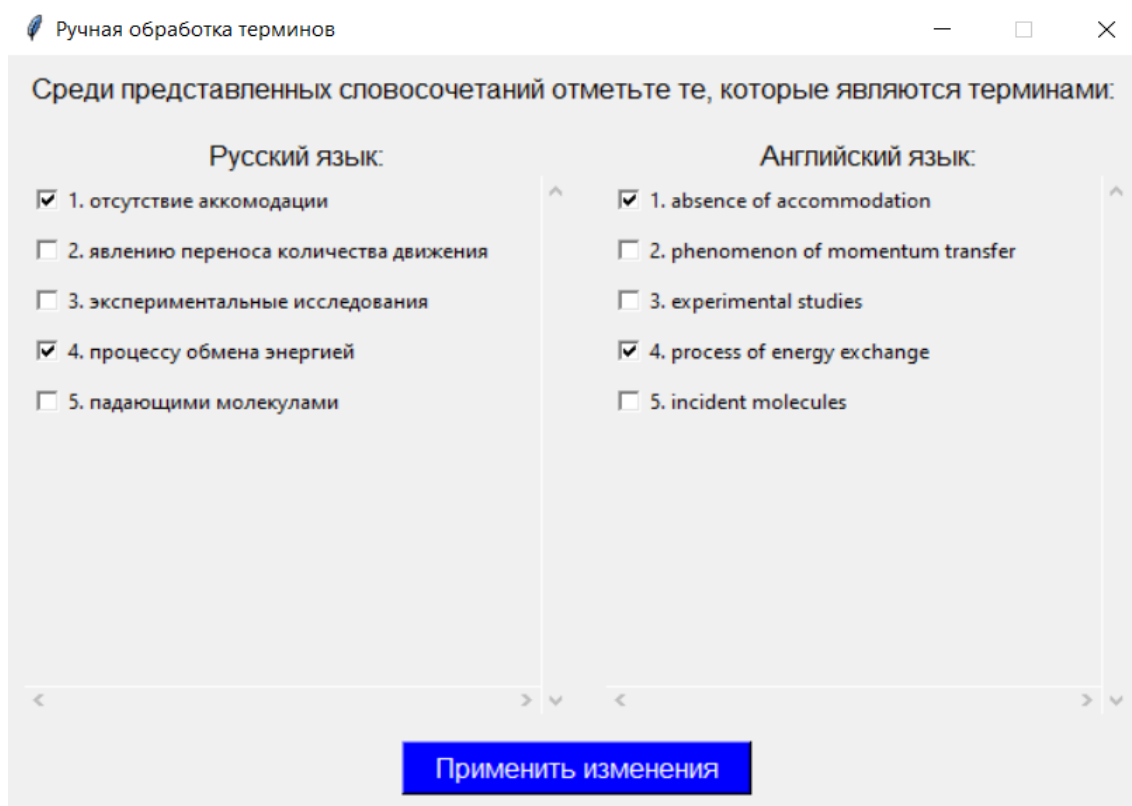 Ручная обработка терминов
Среди представленных словосочетаний отметьте те, которые являются терминами:
Русский язык:
1. отсутствие аккомодации
2. явлению переноса количества движения
3. экспериментальные исследования
4. процессу обмена энергией
5. падающими молекулами
Английский язык:
1. absence of accommodation
2. phenomenon of momentum transfer
3. experimental studies
4. process of energy exchange
5. incident molecules
Применить изменения